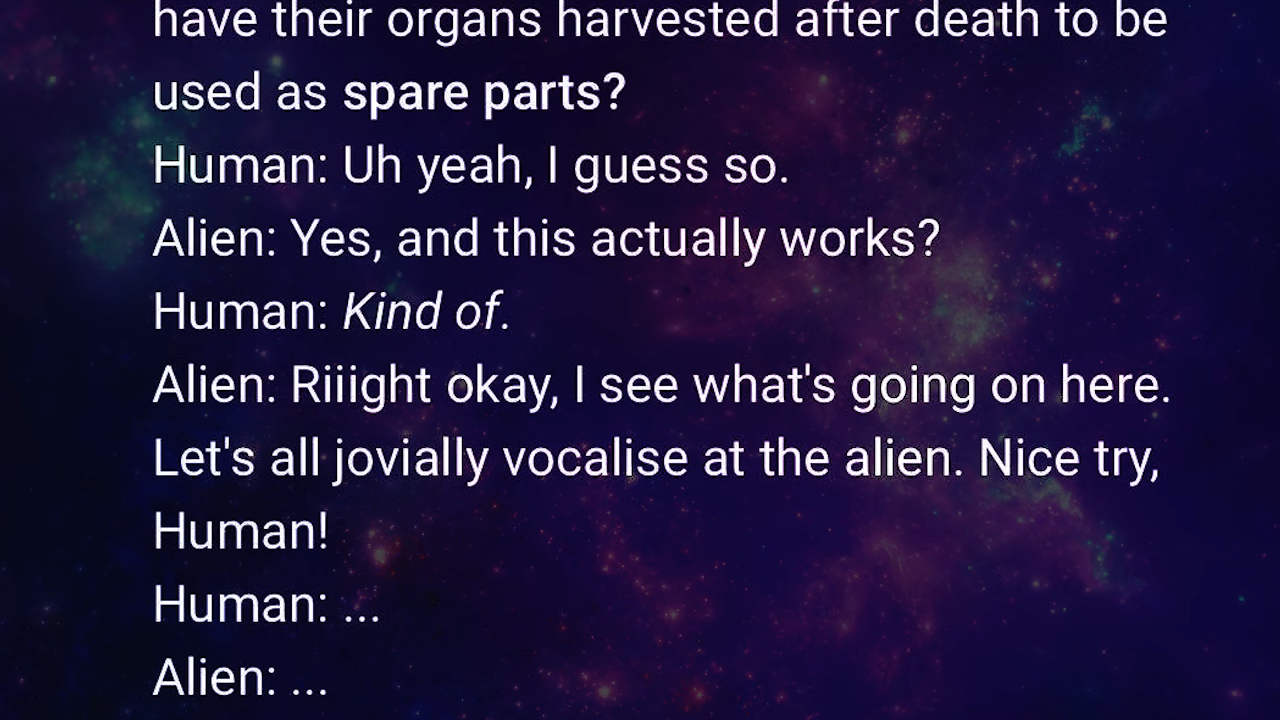 have their organs harvested after death to be
used as spare parts?
Human: Uh yeah, I guess so.
Alien: Yes, and this actually works?
Human: Kind of.
Alien: Riiight okay, I see what's going on here.
Let's all jovially vocalise at the alien. Nice try,
Human!
Human: ...
Alien: ...